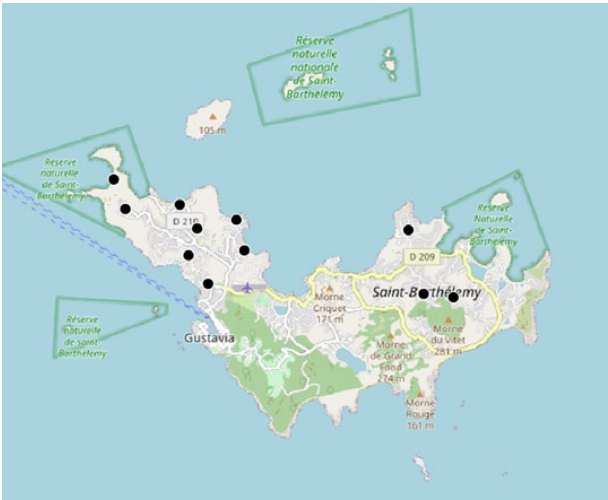 Réserve
naturelle
nationale
de Saint-
Barthélemy
105 m
Réserve
naturelle
de Saint-
Barthélemy
D 210
Réserve
Naturelle
de Saint-
Barthélemy
D 209
Saint-Barthélemy
Morne
Criquet
171 m
Réserve
naturelle
de saint
Barthélemy
Gustavia
Morne
du Vitet
281 m
Morne
de Grand
Fond
274 m
Morne
Rouge
161 m